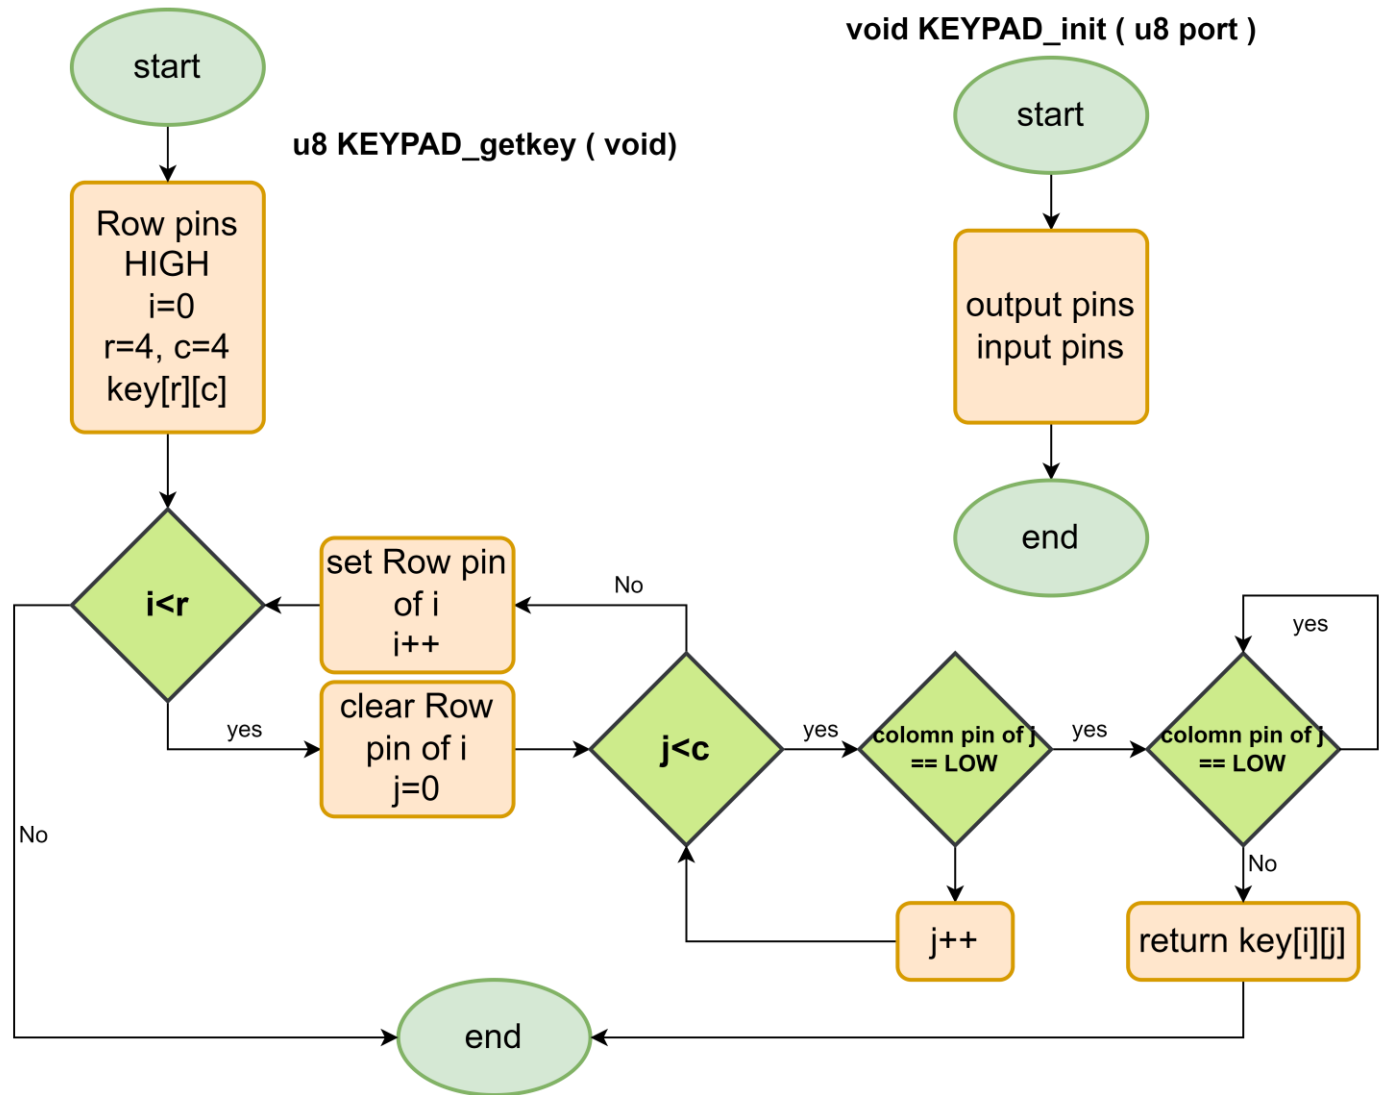 start
u8 KEYPAD_getkey ( void)
Row pins
HIGH
i=0
r=4, c=4
key[r][c]
i<r
No
yes
set Row pin
of i
i++
clear Row
pin of i
j=0
No
j<c
yes
colomn pin of j
== LOW
yes
colomn pin of j
== LOW
yes
No
j++
return key[i][j]
end
void KEYPAD_init ( u8 port )
start
output pins
input pins
end